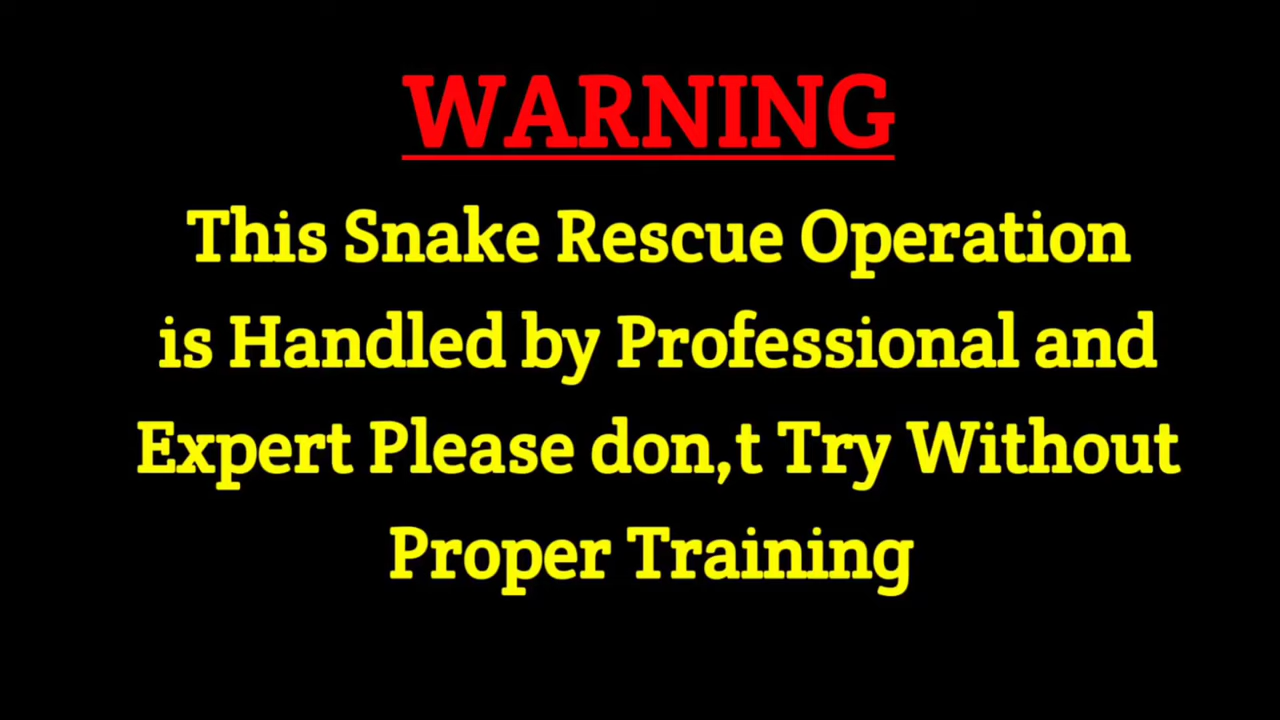 WARNING
This Snake Rescue Operation
is Handled by Professional and
Expert Please don,t Try Without
Proper Training